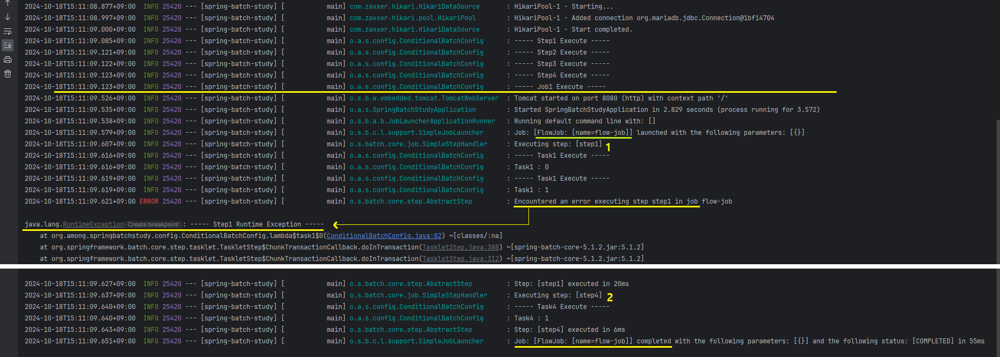 2024-10-18T15:11:08.877+09:00  INFO 25420 --- [spring-batch-study] [           main] com.zaxxer.hikari.HikariDataSource       : HikariPool-1 - Starting...
2024-10-18T15:11:08.997+09:00  INFO 25420 --- [spring-batch-study] [           main] com.zaxxer.hikari.pool.HikariPool        : HikariPool-1 - Added connection org.mariadb.jdbc.Connection@1bf14704
2024-10-18T15:11:09.000+09:00  INFO 25420 --- [spring-batch-study] [           main] com.zaxxer.hikari.HikariDataSource       : HikariPool-1 - Start completed.
2024-10-18T15:11:09.085+09:00  INFO 25420 --- [spring-batch-study] [           main] o.a.s.config.ConditionalBatchConfig      : ----- Step1 Execute -----
2024-10-18T15:11:09.121+09:00  INFO 25420 --- [spring-batch-study] [           main] o.a.s.config.ConditionalBatchConfig      : ----- Step2 Execute -----
2024-10-18T15:11:09.122+09:00  INFO 25420 --- [spring-batch-study] [           main] o.a.s.config.ConditionalBatchConfig      : ----- Step3 Execute -----
2024-10-18T15:11:09.123+09:00  INFO 25420 --- [spring-batch-study] [           main] o.a.s.config.ConditionalBatchConfig      : ----- Step4 Execute -----
2024-10-18T15:11:09.123+09:00  INFO 25420 --- [spring-batch-study] [           main] o.a.s.config.ConditionalBatchConfig      : ----- Job1 Execute -----
2024-10-18T15:11:09.526+09:00  INFO 25420 --- [spring-batch-study] [           main] o.s.b.w.embedded.tomcat.TomcatWebServer  : Tomcat started on port 8080 (http) with context path '/'
2024-10-18T15:11:09.535+09:00  INFO 25420 --- [spring-batch-study] [           main] o.a.s.SpringBatchStudyApplication        : Started SpringBatchStudyApplication in 2.829 seconds (process running for 3.572)
2024-10-18T15:11:09.538+09:00  INFO 25420 --- [spring-batch-study] [           main] o.s.b.a.b.JobLauncherApplicationRunner   : Running default command line with: []
2024-10-18T15:11:09.579+09:00  INFO 25420 --- [spring-batch-study] [           main] o.s.b.c.l.support.SimpleJobLauncher      : Job: [FlowJob: [name=flow-job]] launched with the following parameters: [{}]
2024-10-18T15:11:09.607+09:00  INFO 25420 --- [spring-batch-study] [           main] o.s.batch.core.job.SimpleStepHandler     : Executing step: [step1] 1
2024-10-18T15:11:09.616+09:00  INFO 25420 --- [spring-batch-study] [           main] o.a.s.config.ConditionalBatchConfig      : ----- Task1 Execute -----
2024-10-18T15:11:09.616+09:00  INFO 25420 --- [spring-batch-study] [           main] o.a.s.config.ConditionalBatchConfig      : Task1 : 0
2024-10-18T15:11:09.619+09:00  INFO 25420 --- [spring-batch-study] [           main] o.a.s.config.ConditionalBatchConfig      : ----- Task1 Execute -----
2024-10-18T15:11:09.619+09:00  INFO 25420 --- [spring-batch-study] [           main] o.a.s.config.ConditionalBatchConfig      : Task1 : 1
2024-10-18T15:11:09.621+09:00 ERROR 25420 --- [spring-batch-study] [           main] o.s.batch.core.step.AbstractStep         : Encountered an error executing step step1 in job flow-job
java.lang.RuntimeException Create breakpoint : ----- Step1 Runtime Exception -----
    at org.among.springbatchstudy.config.ConditionalBatchConfig.lambda$task1$0(ConditionalBatchConfig.java:82) ~[classes/:na]
    at org.springframework.batch.core.step.tasklet.TaskletStep$ChunkTransactionCallback.doInTransaction(TaskletStep.java:388) ~[spring-batch-core-5.1.2.jar:5.1.2]
    at org.springframework.batch.core.step.tasklet.TaskletStep$ChunkTransactionCallback.doInTransaction(TaskletStep.java:312) ~[spring-batch-core-5.1.2.jar:5.1.2]
2024-10-18T15:11:09.627+09:00  INFO 25420 --- [spring-batch-study] [           main] o.s.batch.core.step.AbstractStep         : Step: [step1] executed in 20ms
2024-10-18T15:11:09.637+09:00  INFO 25420 --- [spring-batch-study] [           main] o.s.batch.core.job.SimpleStepHandler     : Executing step: [step4] 2
2024-10-18T15:11:09.640+09:00  INFO 25420 --- [spring-batch-study] [           main] o.a.s.config.ConditionalBatchConfig      : ----- Task4 Execute -----
2024-10-18T15:11:09.640+09:00  INFO 25420 --- [spring-batch-study] [           main] o.a.s.config.ConditionalBatchConfig      : Task4 : 1
2024-10-18T15:11:09.643+09:00  INFO 25420 --- [spring-batch-study] [           main] o.s.batch.core.step.AbstractStep         : Step: [step4] executed in 6ms
2024-10-18T15:11:09.651+09:00  INFO 25420 --- [spring-batch-study] [           main] o.s.b.c.l.support.SimpleJobLauncher      : Job: [FlowJob: [name=flow-job]] completed with the following parameters: [{}] and the following status: [COMPLETED] in 55ms